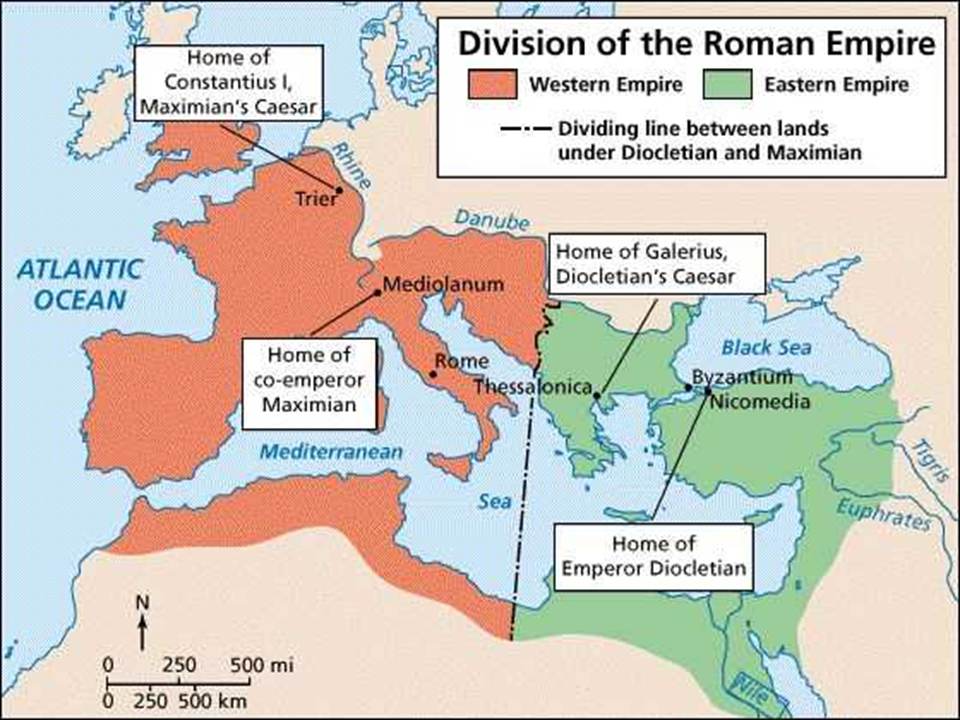 Division of the Roman Empire
Western Empire
Eastern Empire
Dividing line between lands
under Diocletian and Maximian
Home of
Constantius I,
Maximian's Caesar
Rhine
Trier
Danube
ATLANTIC
OCEAN
Home of Galerius,
Diocletian's Caesar
Mediolanum
Home of
co-emperor
Maximian
Rome
Thessalonica
Black Sea
Byzantium
Nicomedia
Mediterranean
Sea
Tigris
Euphrates
Home of
Emperor Diocletian
Nile
N
0 250 500 mi
0 250 500 km